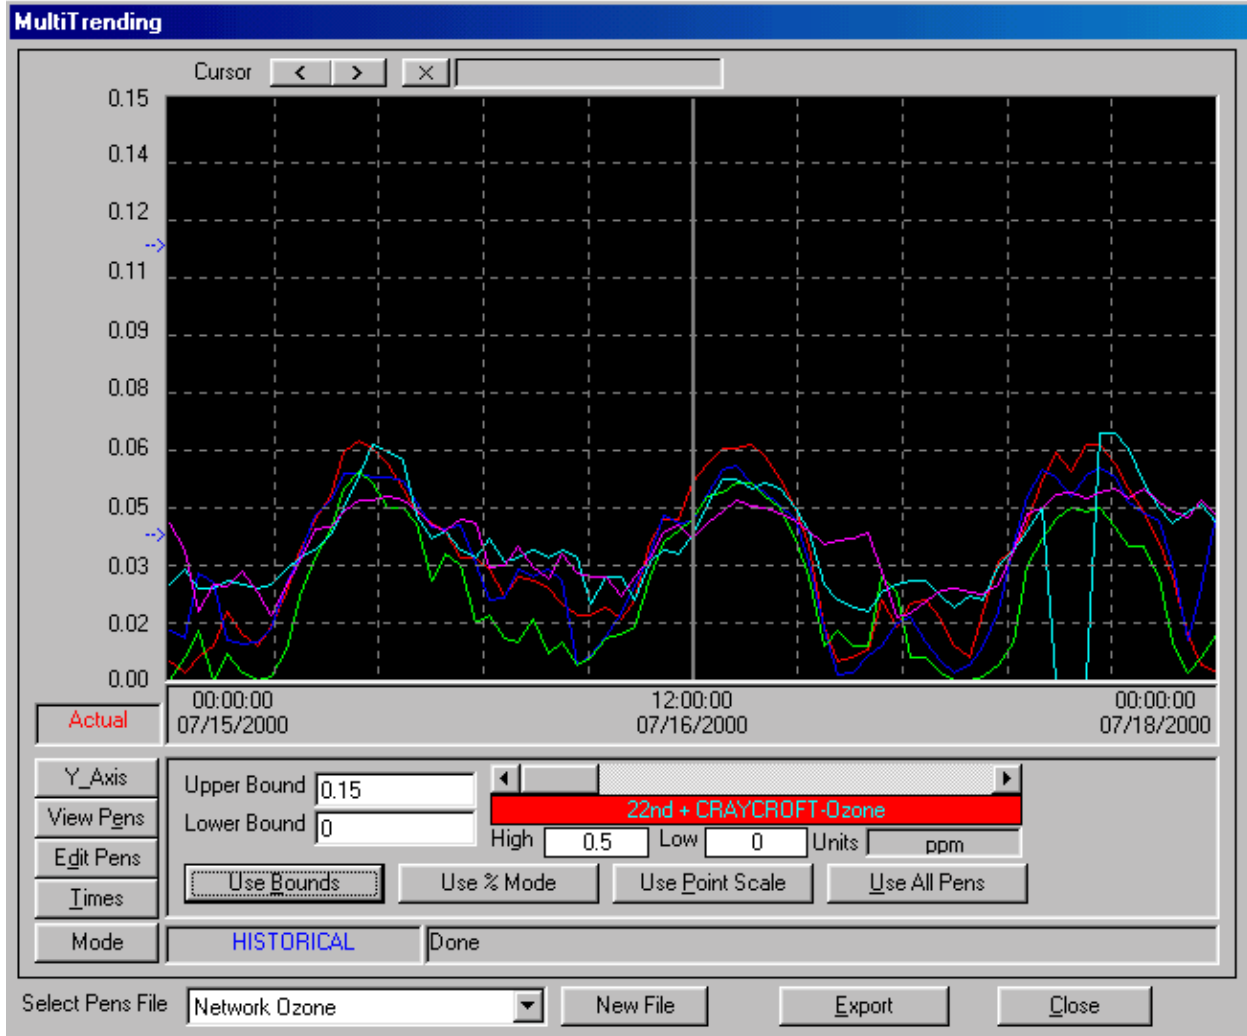 MultiTrending
Cursor < > X
0.15
0.14
0.12
-->
0.11
0.09
0.08
0.06
0.05
-->
0.03
0.02
0.00
00:00:00 12:00:00 00:00:00
Actual 07/15/2000 07/16/2000 07/18/2000
Y_Axis
View Pens
Edit Pens
Times
Mode
Upper Bound 0.15
Lower Bound 0
22nd + CRAYCROFT-Ozone
High 0.5 Low 0 Units ppm
Use Bounds Use % Mode Use Point Scale Use All Pens
HISTORICAL Done
Select Pens File Network Ozone New File Export Close